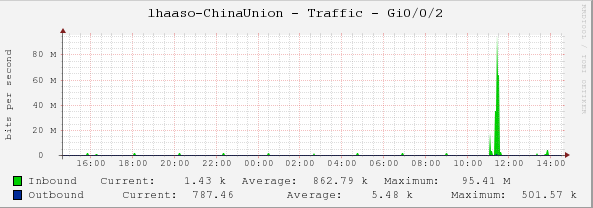 lhaaso-ChinaUnion - Traffic - Gi0/0/2
bits per second
80 M
60 M
40 M
20 M
0
16:00 18:00 20:00 22:00 00:00 02:00 04:00 06:00 08:00 10:00 12:00 14:00
Inbound Current: 1.43 k Average: 862.79 k Maximum: 95.41 M
Outbound Current: 787.46 Average: 5.48 k Maximum: 501.57 k
RRDTOOL / TOBI OETIKER